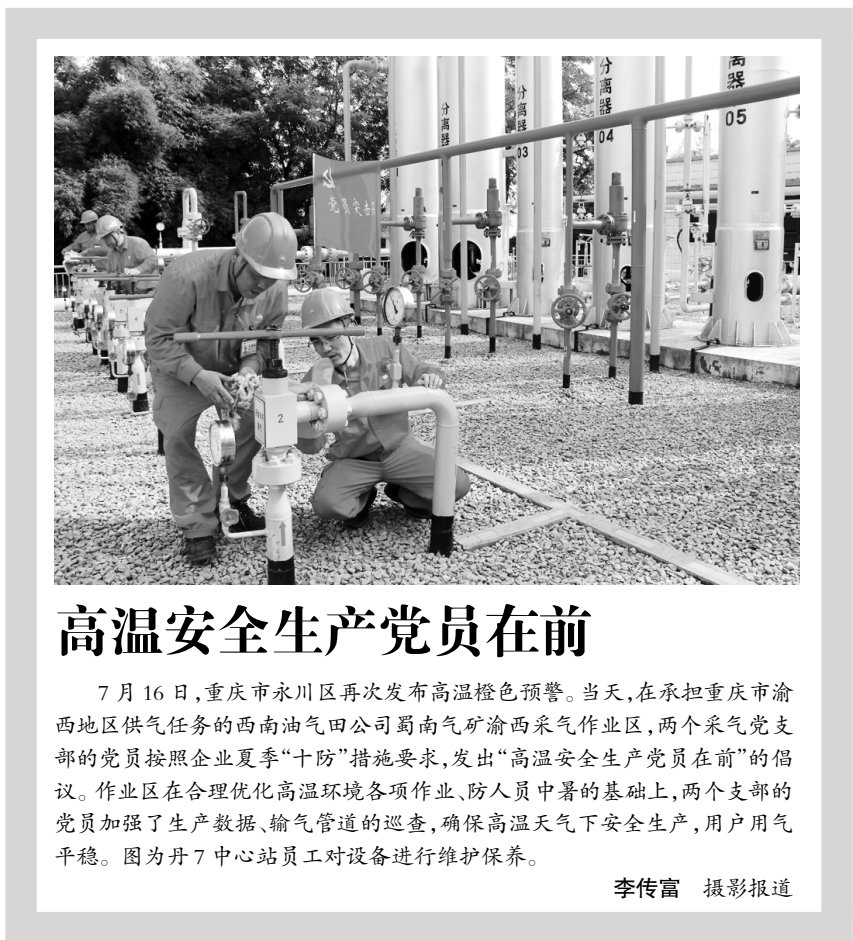 分离器
分离器
03
分离器
04
离器
05
党员突击
2
高温安全生产党员在前
7月16日,重庆市永川区再次发布高温橙色预警。当天,在承担重庆市渝
西地区供气任务的西南油气田公司蜀南气矿渝西采气作业区,两个采气党支
部的党员按照企业夏季“十防”措施要求,发出“高温安全生产党员在前”的倡
议。作业区在合理优化高温环境各项作业、防人员中暑的基础上,两个支部的
党员加强了生产数据、输气管道的巡查,确保高温天气下安全生产,用户用气
平稳。图为丹7中心站员工对设备进行维护保养。
李传富 摄影报道